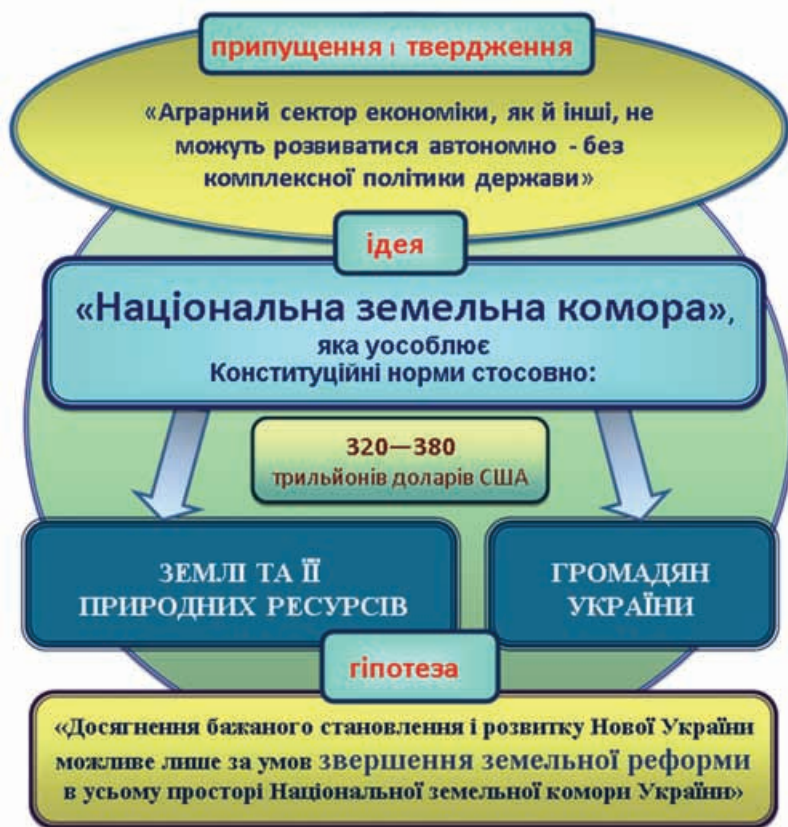 припущення і твердження
«Аграрний сектор економіки, як й інші, не
можуть розвиватися автономно - без
комплексної політики держави»
ідея
«Національна земельна комора»,
яка уособлює
Конституційні норми стосовно:
320—380
трильйонів доларів США
ЗЕМЛІ ТА ЇЇ
ПРИРОДНИХ РЕСУРСІВ
ГРОМАДЯН
УКРАЇНИ
гіпотеза
«Досягнення бажаного становлення і розвитку Нової України
можливе лише за умов звершення земельної реформи
в усьому просторі Національної земельної комори України»